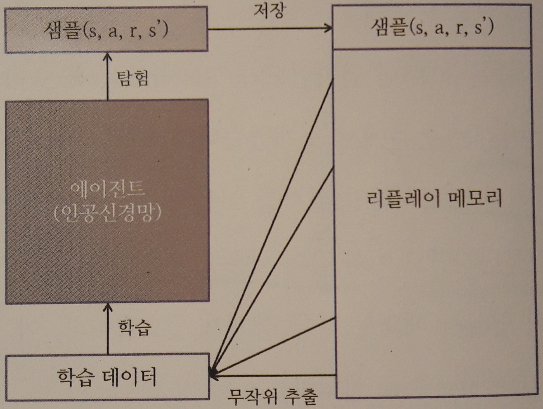 샘플(s, a, r, s’)
저장
샘플(s, a, r, s’)
탐험
에이전트
(인공신경망)
리플레이 메모리
학습
학습 데이터
무작위 추출